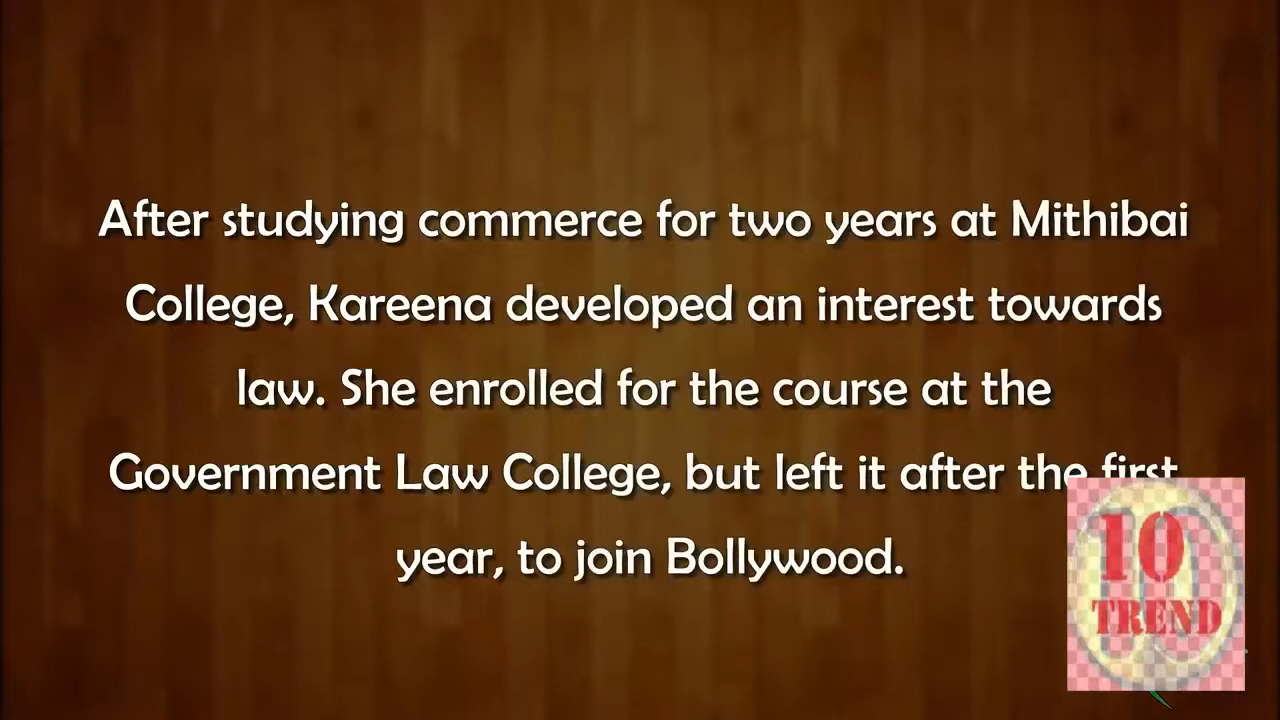 After studying commerce for two years at Mithibai
College, Kareena developed an interest towards
law. She enrolled for the course at the
Government Law College, but left it after the first
year, to join Bollywood.
10
TREND